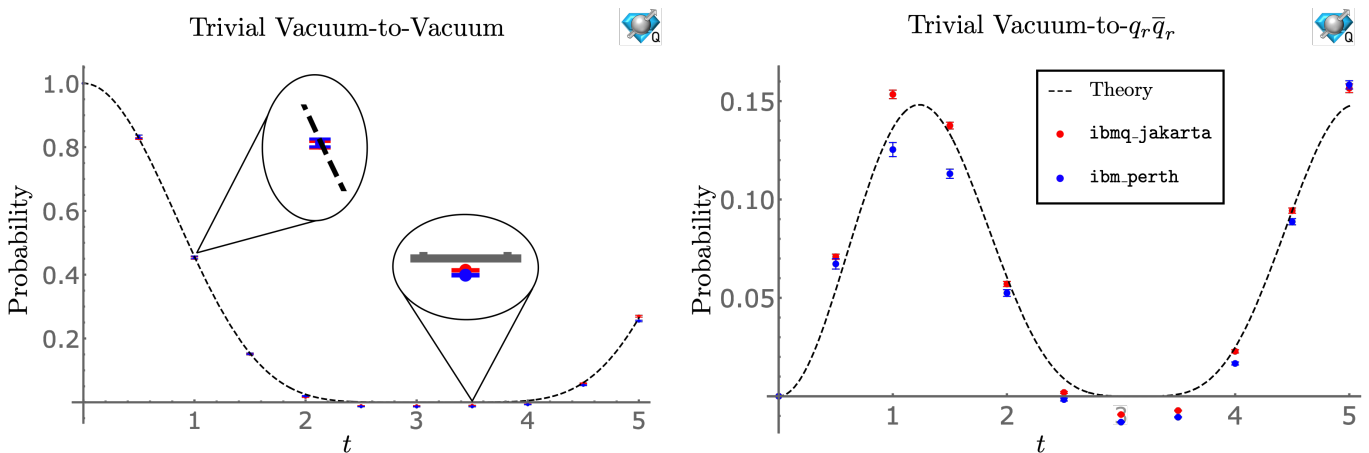 Trivial Vacuum-to-Vacuum
Q
Probability
1.0
0.8
0.6
0.4
0.2
1 2 3 4 5
t
Trivial Vacuum-to-qᵣq̅ᵣ
Q
Probability
0.15
0.10
0.05
Theory
ibmq_jakarta
ibm_perth
1 2 3 4 5
t